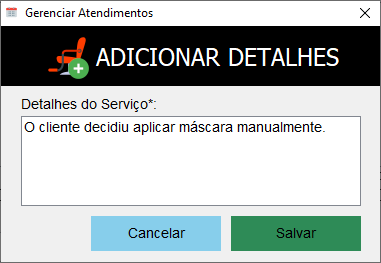 Gerenciar Atendimentos
ADICIONAR DETALHES
Detalhes do Serviço*:
O cliente decidiu aplicar máscara manualmente.
Cancelar
Salvar